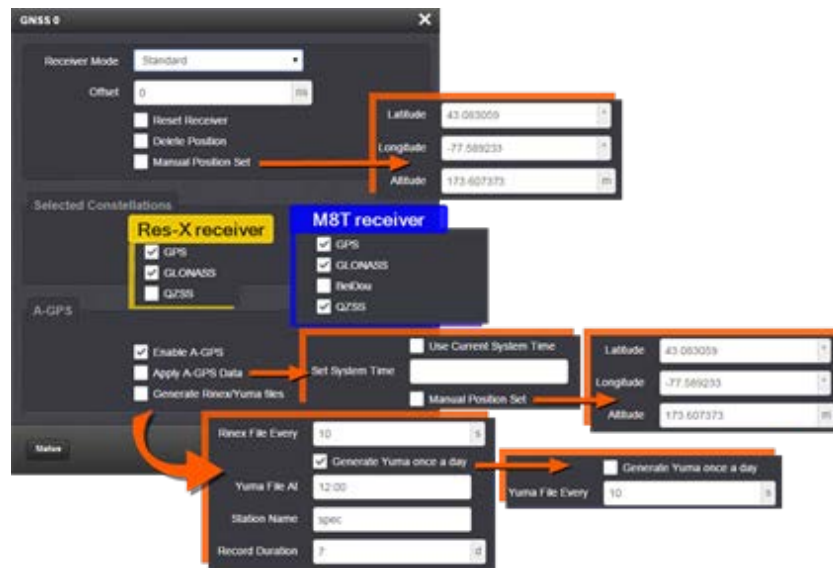 GNSS 0
Receiver Mode Standard
Offset 0 ns
Reset Receiver
Delete Position
Manual Position Set
Latitude 43.083059 °
Longitude -77.589233 °
Altitude 173.607373 m
Selected Constellations
Res-X receiver
GPS
GLONASS
QZSS
M8T receiver
GPS
GLONASS
BeiDou
QZSS
A-GPS
Enable A-GPS
Apply A-GPS Data
Generate Rinex/Yuma files
Use Current System Time
Set System Time
Manual Position Set
Latitude 43.083059 °
Longitude -77.589233 °
Altitude 173.607373 m
Status
Rinex File Every 10 s
Generate Yuma once a day
Yuma File At 12:00
Station Name spec
Record Duration 7 d
Generate Yuma once a day
Yuma File Every 10 s